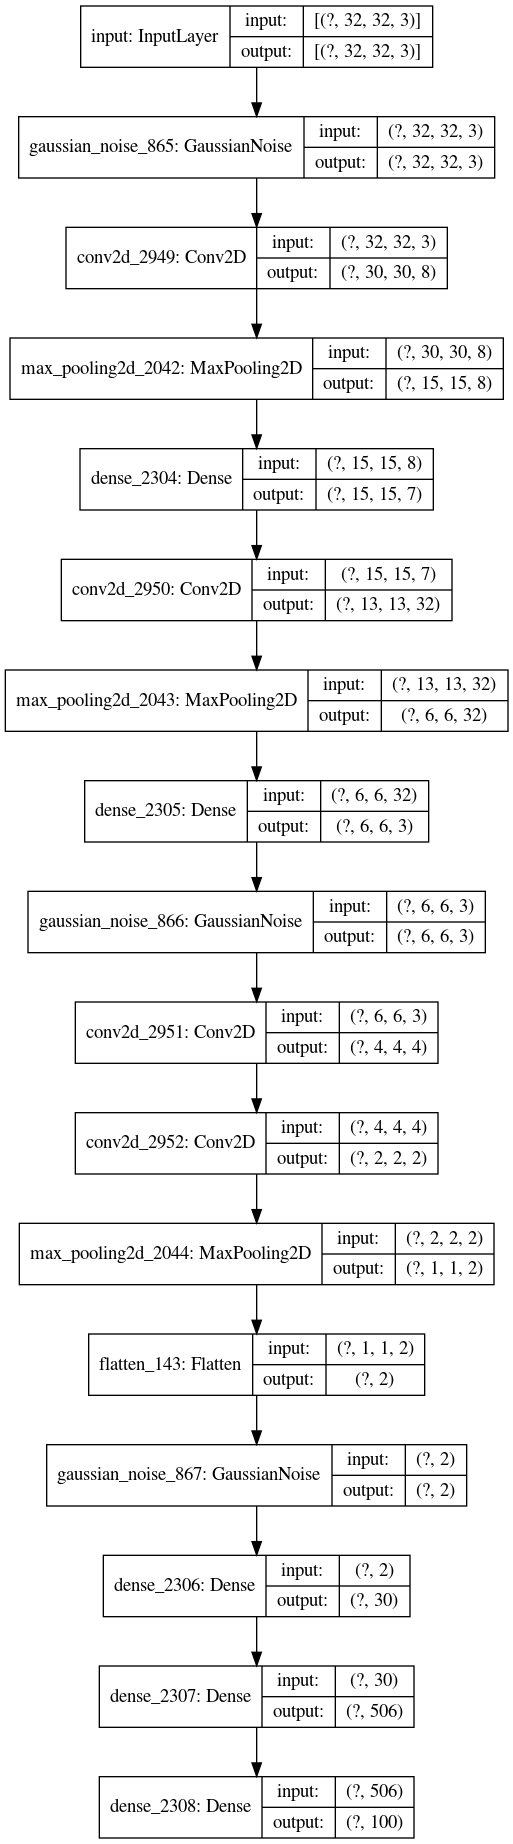 input: InputLayer
input: [(?, 32, 32, 3)]
output: [(?, 32, 32, 3)]
gaussian_noise_865: GaussianNoise
input: (?, 32, 32, 3)
output: (?, 32, 32, 3)
conv2d_2949: Conv2D
input: (?, 32, 32, 3)
output: (?, 30, 30, 8)
max_pooling2d_2042: MaxPooling2D
input: (?, 30, 30, 8)
output: (?, 15, 15, 8)
dense_2304: Dense
input: (?, 15, 15, 8)
output: (?, 15, 15, 7)
conv2d_2950: Conv2D
input: (?, 15, 15, 7)
output: (?, 13, 13, 32)
max_pooling2d_2043: MaxPooling2D
input: (?, 13, 13, 32)
output: (?, 6, 6, 32)
dense_2305: Dense
input: (?, 6, 6, 32)
output: (?, 6, 6, 3)
gaussian_noise_866: GaussianNoise
input: (?, 6, 6, 3)
output: (?, 6, 6, 3)
conv2d_2951: Conv2D
input: (?, 6, 6, 3)
output: (?, 4, 4, 4)
conv2d_2952: Conv2D
input: (?, 4, 4, 4)
output: (?, 2, 2, 2)
max_pooling2d_2044: MaxPooling2D
input: (?, 2, 2, 2)
output: (?, 1, 1, 2)
flatten_143: Flatten
input: (?, 1, 1, 2)
output: (?, 2)
gaussian_noise_867: GaussianNoise
input: (?, 2)
output: (?, 2)
dense_2306: Dense
input: (?, 2)
output: (?, 30)
dense_2307: Dense
input: (?, 30)
output: (?, 506)
dense_2308: Dense
input: (?, 506)
output: (?, 100)